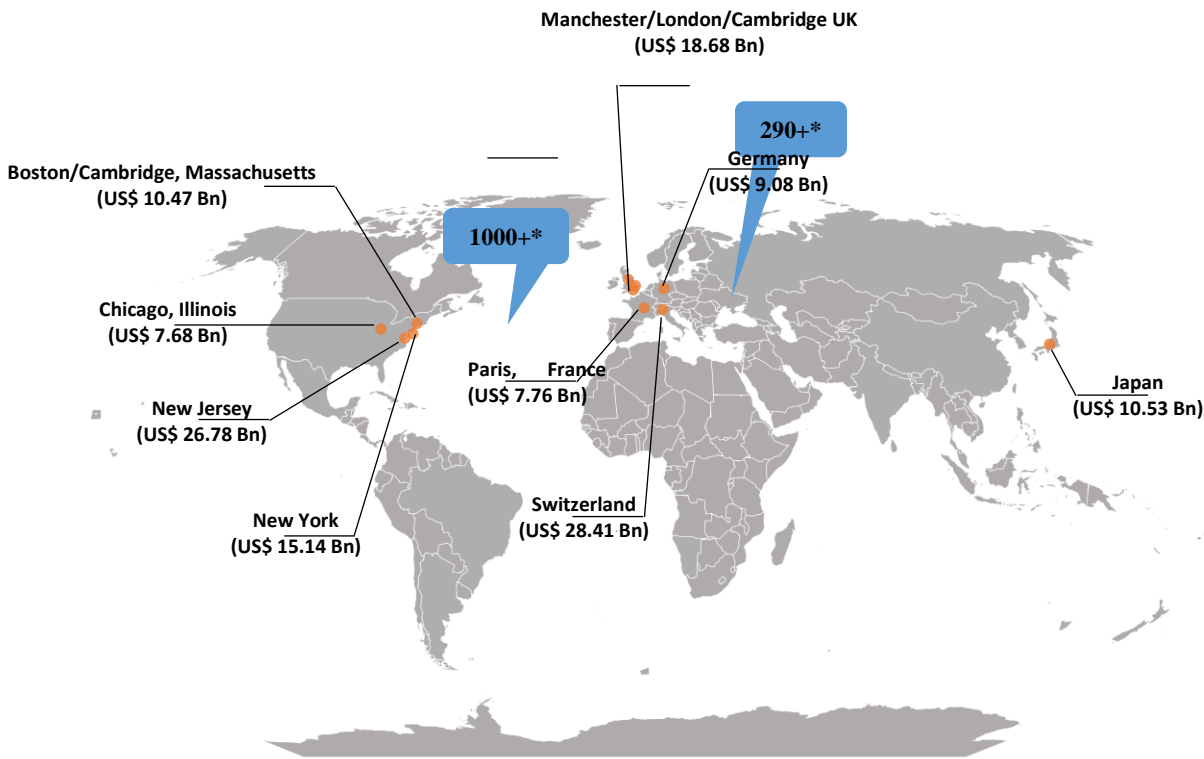 Manchester/London/Cambridge UK
(US$ 18.68 Bn)
290+*
Germany
(US$ 9.08 Bn)
Boston/Cambridge, Massachusetts
(US$ 10.47 Bn)
1000+*
Chicago, Illinois
(US$ 7.68 Bn)
Paris, France
(US$ 7.76 Bn)
Japan
(US$ 10.53 Bn)
New Jersey
(US$ 26.78 Bn)
Switzerland
(US$ 28.41 Bn)
New York
(US$ 15.14 Bn)